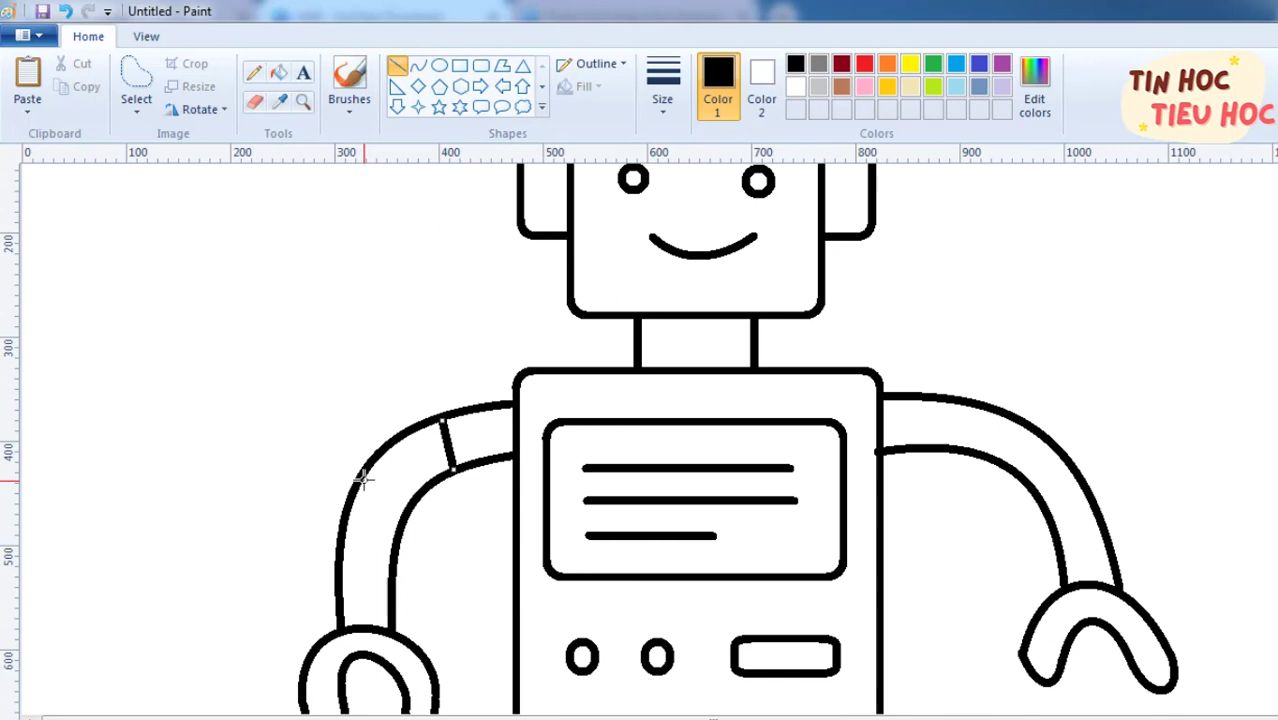 Untitled - Paint
Home View
Cut
Copy
Paste
Clipboard
Select
Crop
Resize
Rotate
Image
A
Tools
Brushes
Outline
Fill
Shapes
Size
Color 1
Color 2
Edit colors
Colors
TIN HOC
TIEU HOC
0 100 200 300 400 500 600 700 800 900 1000 1100
200
300
400
500
600